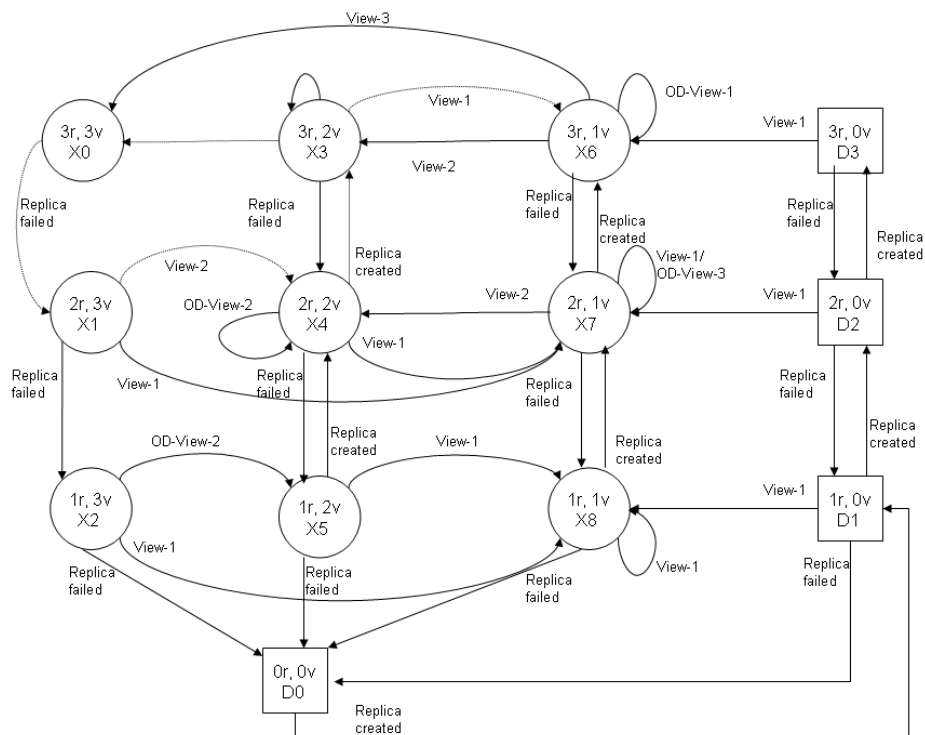 View-3
OD-View-1
View-1
View-1
3r, 3v
X0
3r, 2v
X3
3r, 1v
X6
3r, 0v
D3
View-2
Replica
failed
Replica
failed
Replica
failed
Replica
created
Replica
failed
Replica
created
Replica
created
View-2
View-1/
OD-View-3
OD-View-2
View-2
View-1
2r, 3v
X1
2r, 2v
X4
2r, 1v
X7
2r, 0v
D2
View-1
Replica
failed
View-1
Replica
failed
Replica
failed
Replica
failed
Replica
created
Replica
created
Replica
created
OD-View-2
View-1
View-1
1r, 3v
X2
1r, 2v
X5
1r, 1v
X8
1r, 0v
D1
View-1
Replica
failed
Replica
failed
Replica
failed
View-1
Replica
failed
0r, 0v
D0
Replica
created